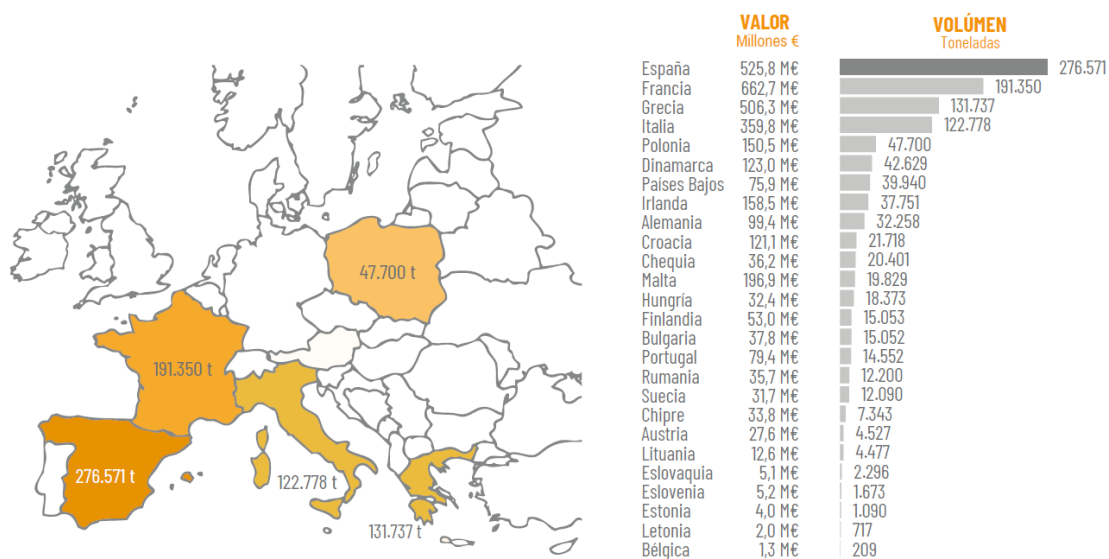 VALOR
Millones €
VOLÚMEN
Toneladas
España 525,8 M€ 276.571
Francia 662,7 M€ 191.350
Grecia 506,3 M€ 131.737
Italia 359,8 M€ 122.778
Polonia 150,5 M€ 47.700
Dinamarca 123,0 M€ 42.629
Países Bajos 75,9 M€ 39.940
Irlanda 158,5 M€ 37.751
Alemania 99,4 M€ 32.258
Croacia 121,1 M€ 21.718
Chequia 36,2 M€ 20.401
Malta 196,9 M€ 19.829
Hungría 32,4 M€ 18.373
Finlandia 53,0 M€ 15.053
Bulgaria 37,8 M€ 15.052
Portugal 79,4 M€ 14.552
Rumania 35,7 M€ 12.200
Suecia 31,7 M€ 12.090
Chipre 33,8 M€ 7.343
Austria 27,6 M€ 4.527
Lituania 12,6 M€ 4.477
Eslovaquia 5,1 M€ 2.296
Eslovenia 5,2 M€ 1.673
Estonia 4,0 M€ 1.090
Letonia 2,0 M€ 717
Bélgica 1,3 M€ 209
47.700 t
191.350 t
276.571 t
122.778 t
131.737 t